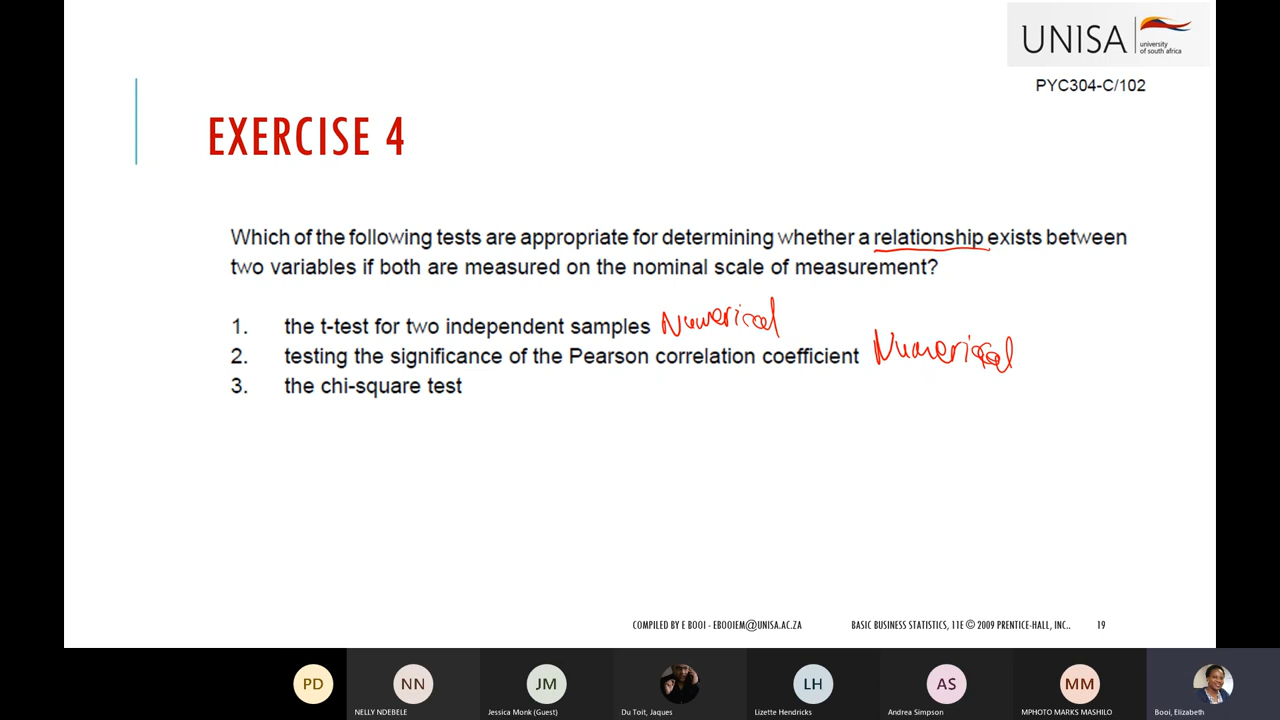 UNISA
university
of south africa
PYC304-C/102
EXERCISE 4
Which of the following tests are appropriate for determining whether a relationship exists between
two variables if both are measured on the nominal scale of measurement?
1. the t-test for two independent samples Numerical
2. testing the significance of the Pearson correlation coefficient Numerical
3. the chi-square test
COMPILED BY E BOOI - EBOOIEM@UNISA.AC.ZA BASIC BUSINESS STATISTICS, 11E © 2009 PRENTICE-HALL, INC.. 19
PD NN JM LH AS MM
NELLY NDEBELE Jessica Monk (Guest) Du Toit, Jaques Lizette Hendricks Andrea Simpson MPHOTO MARKS MASHILO Booi, Elizabeth